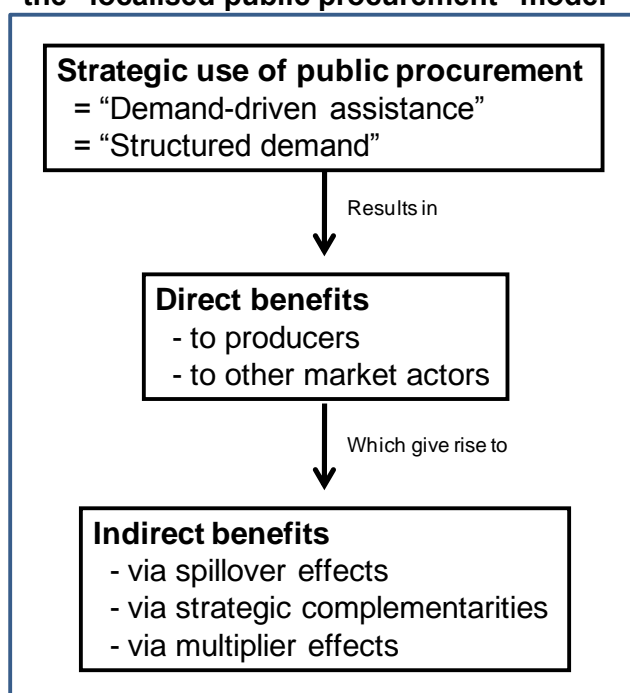 the "localised public procurement" model
Strategic use of public procurement
= “Demand-driven assistance”
= “Structured demand”
Results in
Direct benefits
- to producers
- to other market actors
Which give rise to
Indirect benefits
- via spillover effects
- via strategic complementarities
- via multiplier effects